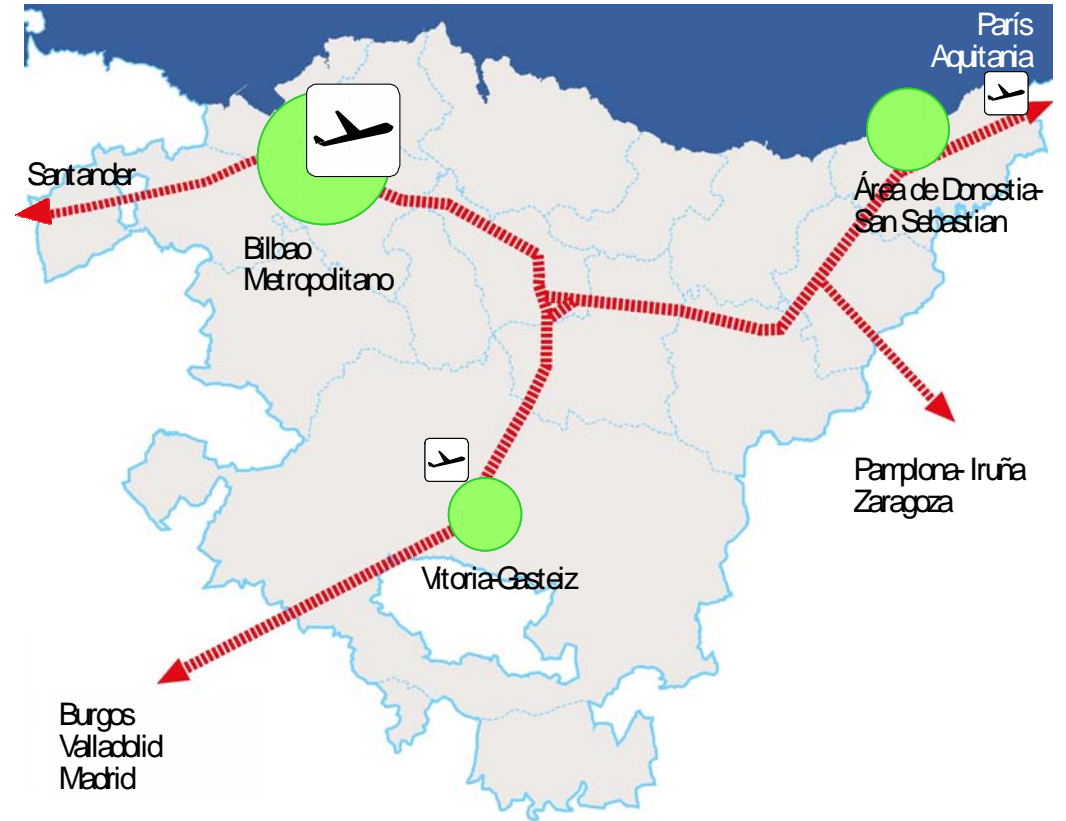 París
Aquitania
Santander
Área de Donostia-
San Sebastian
Bilbao
Metropolitano
Pamplona- Iruña
Zaragoza
Vitoria-Gasteiz
Burgos
Valladolid
Madrid